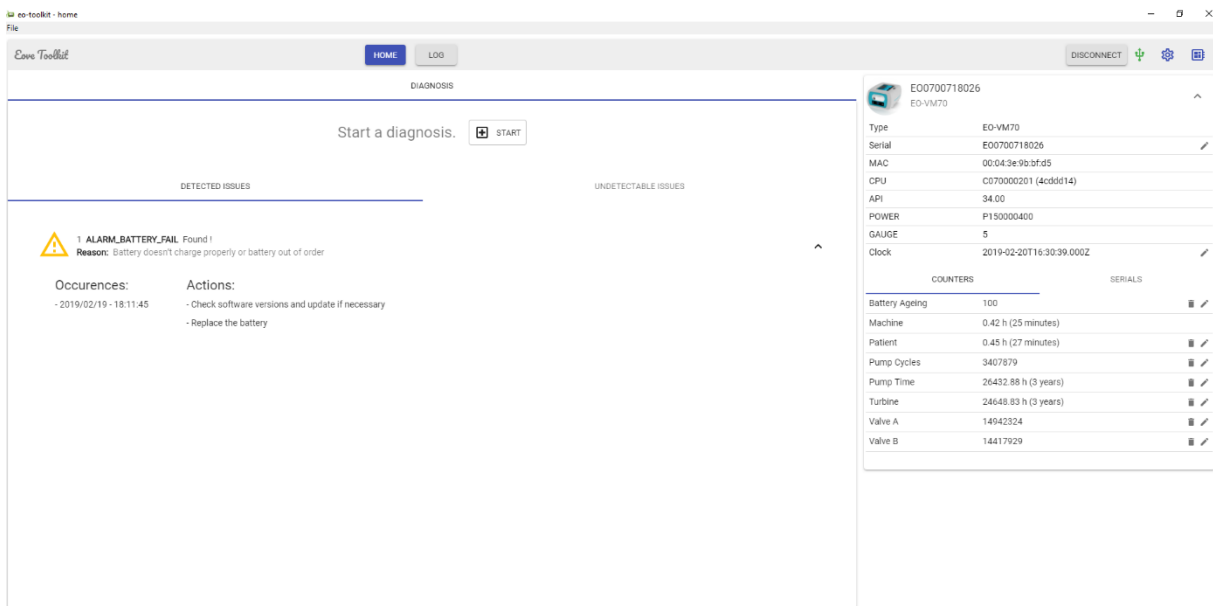 eo-toolkit - home
File
Eove Toolkit
HOME
LOG
DISCONNECT
DIAGNOSIS
Start a diagnosis.
START
DETECTED ISSUES
UNDETECTABLE ISSUES
1 ALARM_BATTERY_FAIL Found !
Reason: Battery doesn't charge properly or battery out of order
Occurences:
- 2019/02/19 - 18:11:45
Actions:
- Check software versions and update if necessary
- Replace the battery
EO0700718026
EO-VM70
Type EO-VM70
Serial EO0700718026
MAC 00:04:3e:9b:bf:d5
CPU C070000201 (4cddd14)
API 34.00
POWER P150000400
GAUGE 5
Clock 2019-02-20T16:30:39.000Z
COUNTERS
SERIALS
Battery Ageing 100
Machine 0.42 h (25 minutes)
Patient 0.45 h (27 minutes)
Pump Cycles 3407879
Pump Time 26432.88 h (3 years)
Turbine 24648.83 h (3 years)
Valve A 14942324
Valve B 14417929